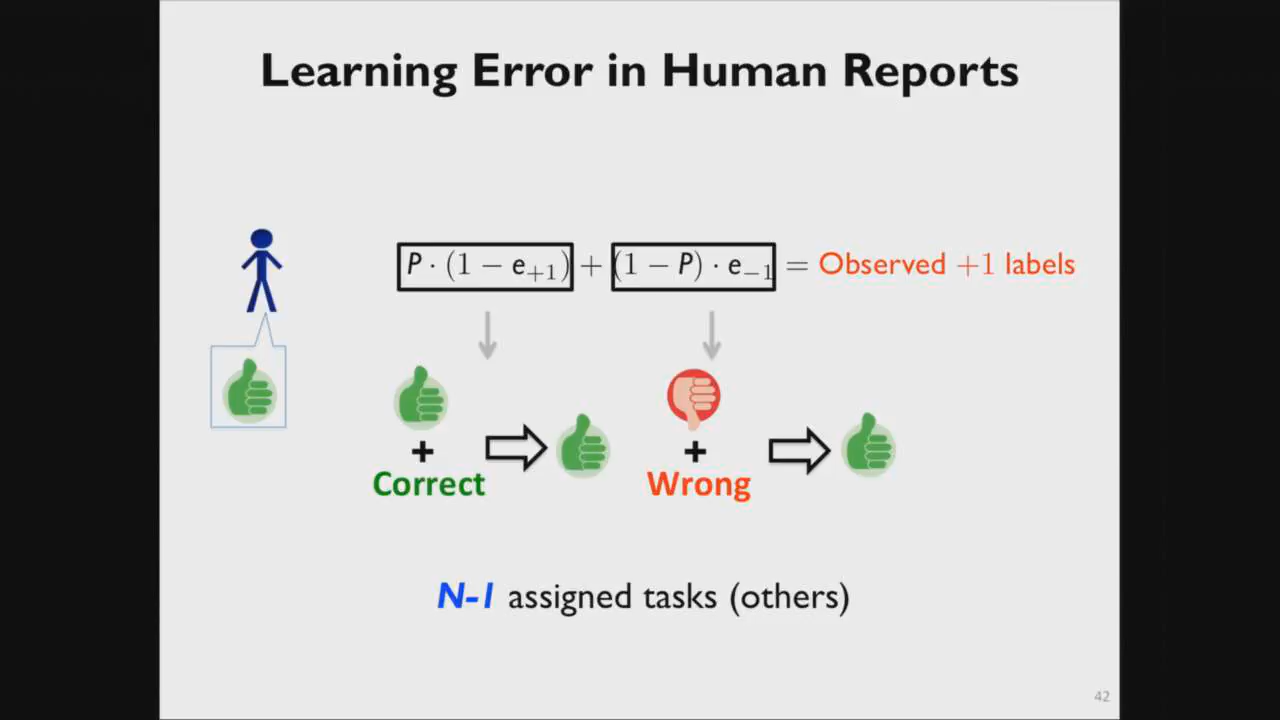 Learning Error in Human Reports
P · (1 − e₊₁) + (1 − P) · e₋₁ = Observed +1 labels
+ +
Correct Wrong
N-1 assigned tasks (others)
42